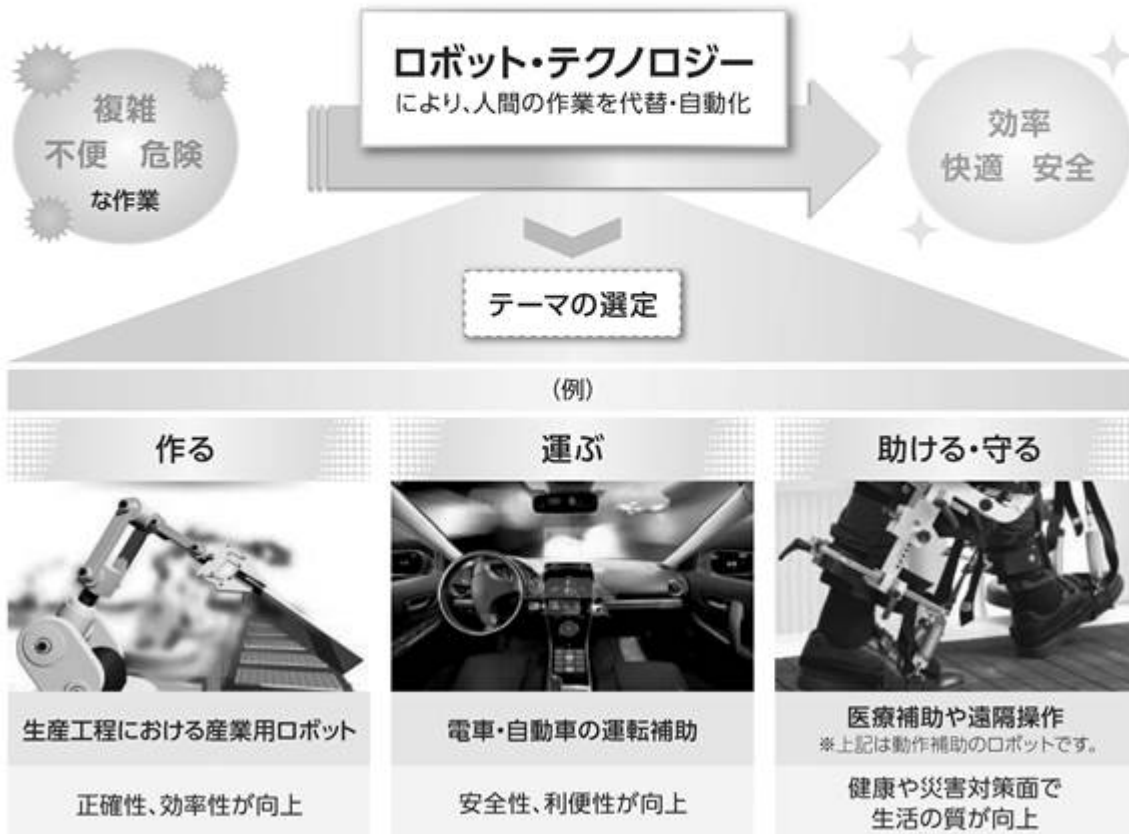 複雑
不便 危険
な作業
ロボット・テクノロジー
により、人間の作業を代替・自動化
効率
快適 安全
テーマの選定
(例)
作る
運ぶ
助ける・守る
生産工程における産業用ロボット
電車・自動車の運転補助
医療補助や遠隔操作
※上記は動作補助のロボットです。
正確性、効率性が向上
安全性、利便性が向上
健康や災害対策面で
生活の質が向上